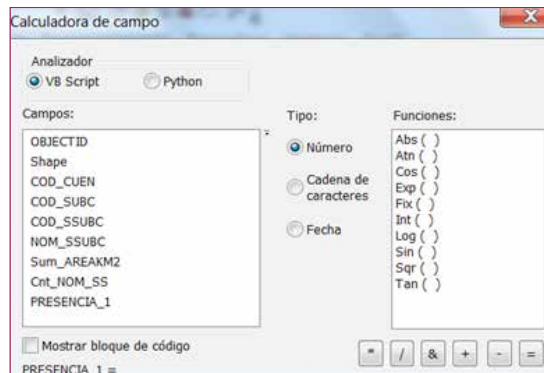 Calculadora de campo
Analizador
VB Script
Python
Campos:
OBJECTID
Shape
COD_CUEN
COD_SUBC
COD_SSUBC
NOM_SSUBC
Sum_AREAKM2
Cnt_NOM_SS
PRESENCIA_1
Tipo:
Número
Cadena de
caracteres
Fecha
Funciones:
Abs ( )
Atn ( )
Cos ( )
Exp ( )
Fix ( )
Int ( )
Log ( )
Sin ( )
Sqr ( )
Tan ( )
Mostrar bloque de código
* / & + - =
PRESENCIA_1 =